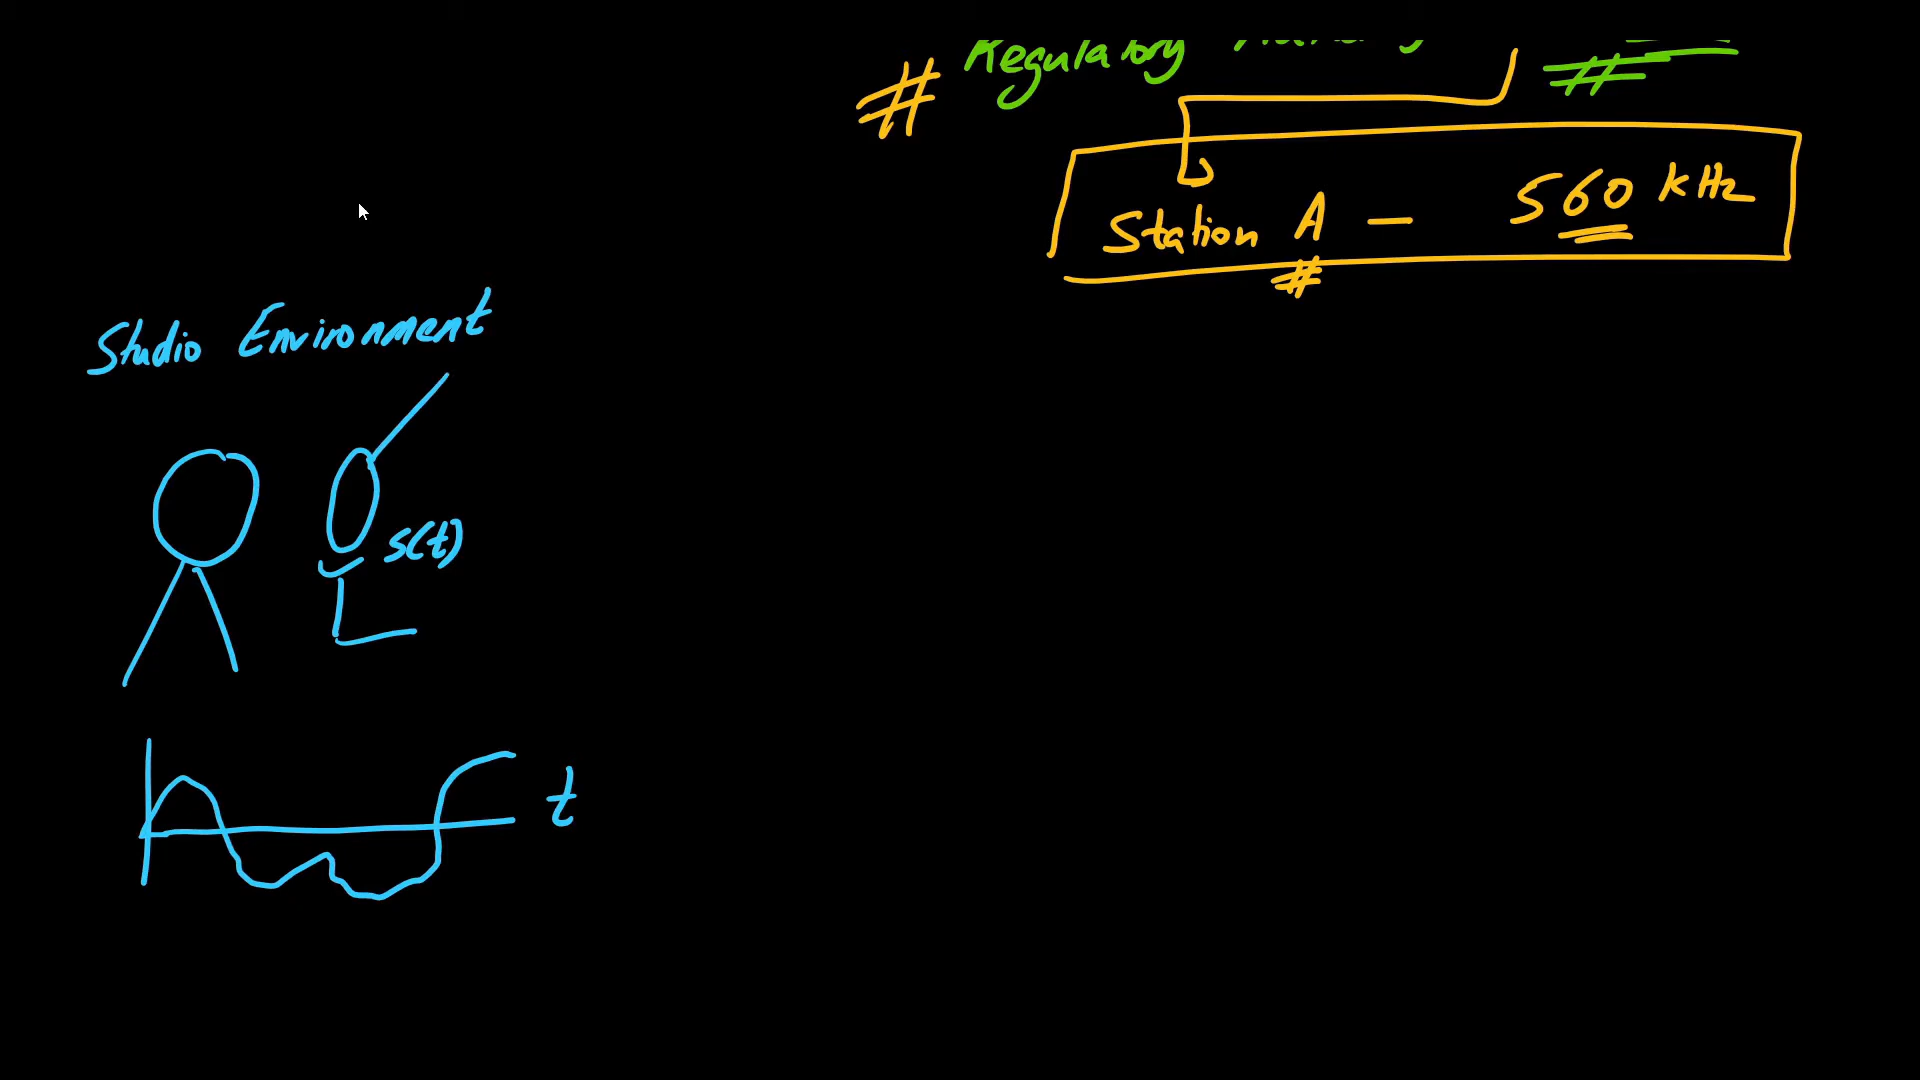 # Regulatory
Station A — 560 kHz
Studio Environment
s(t)
t